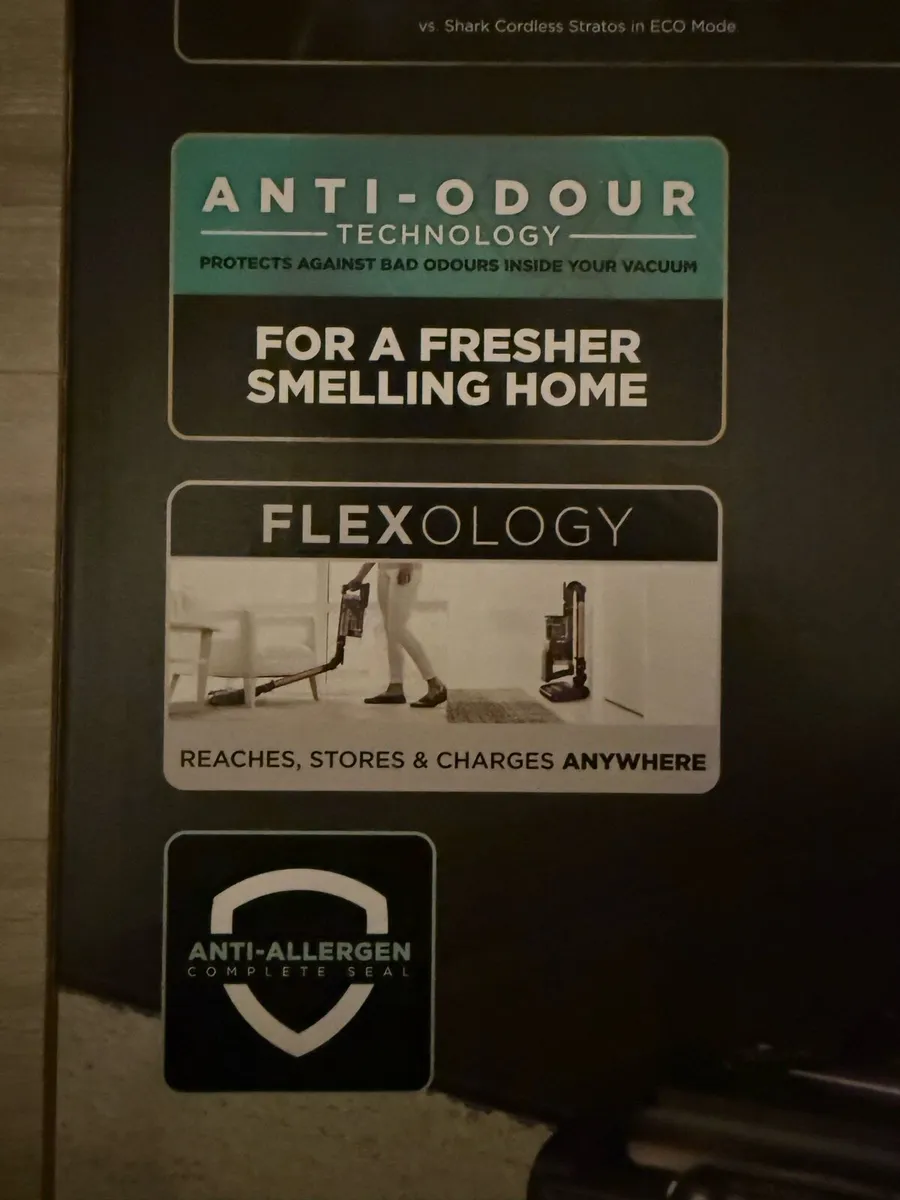 vs. Shark Cordless Stratos in ECO Mode
ANTI-ODOUR
TECHNOLOGY
PROTECTS AGAINST BAD ODOURS INSIDE YOUR VACUUM
FOR A FRESHER
SMELLING HOME
FLEXOLOGY
REACHES, STORES & CHARGES ANYWHERE
ANTI-ALLERGEN
COMPLETE SEAL